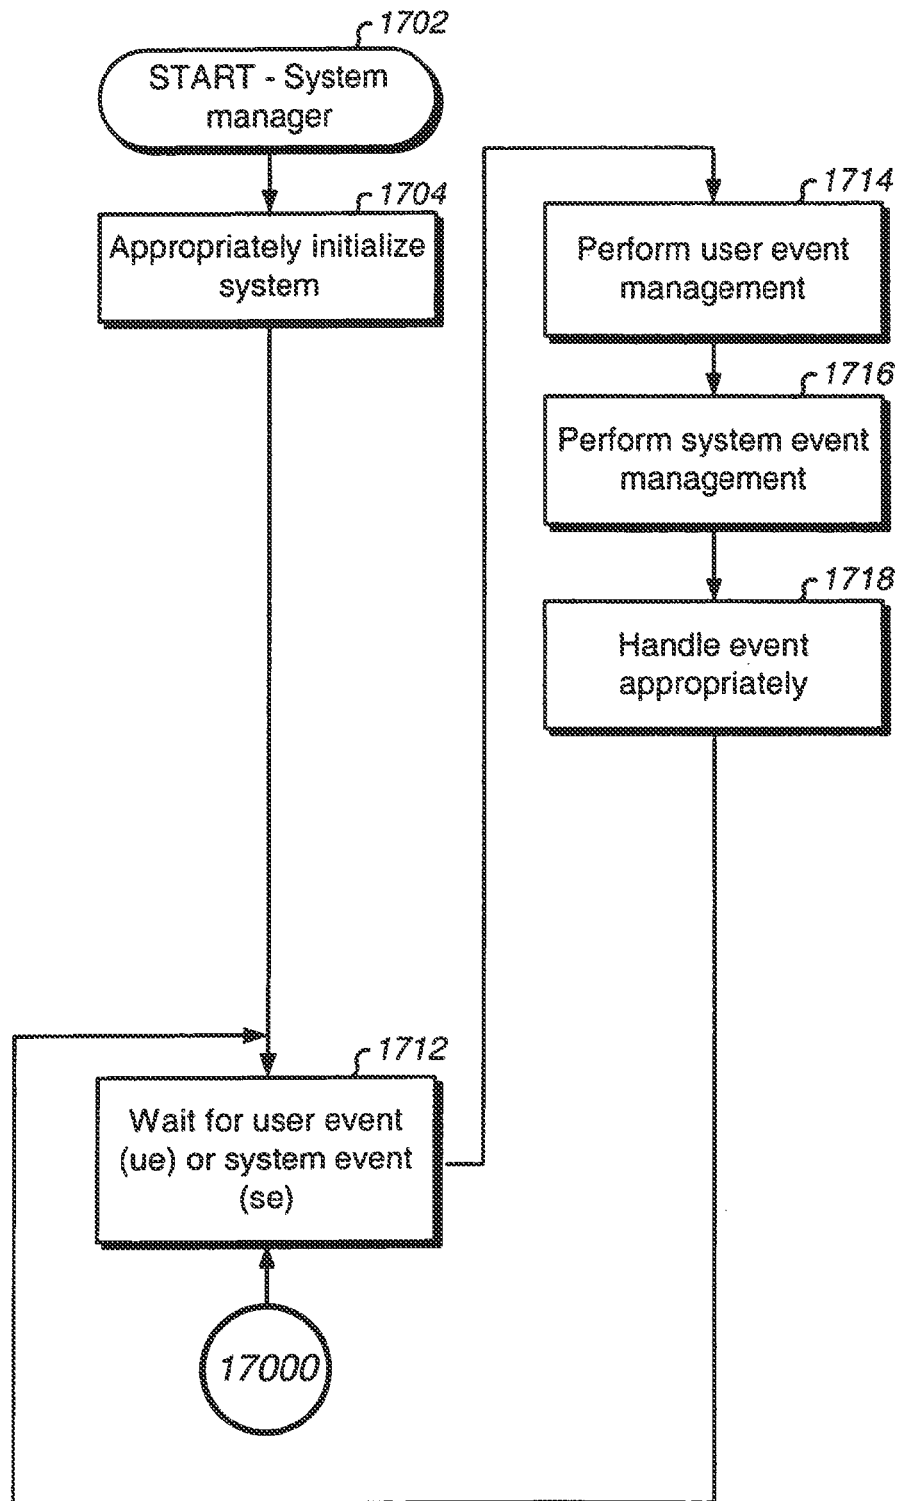 1702
START - System
manager
1704
Appropriately initialize
system
1712
Wait for user event
(ue) or system event
(se)
17000
1714
Perform user event
management
1716
Perform system event
management
1718
Handle event
appropriately